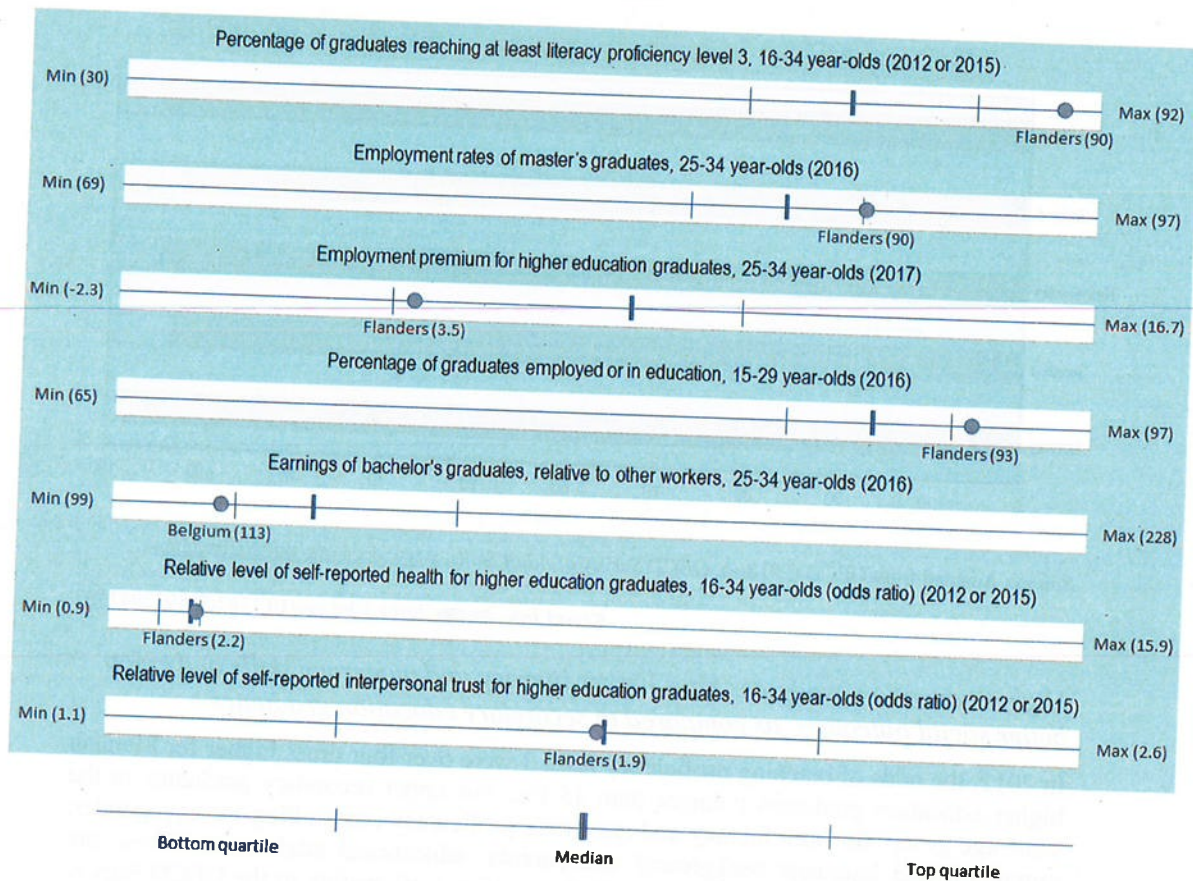 Percentage of graduates reaching at least literacy proficiency level 3, 16-34 year-olds (2012 or 2015)
Min (30)
Max (92)
Flanders (90)
Employment rates of master's graduates, 25-34 year-olds (2016)
Min (69)
Max (97)
Flanders (90)
Employment premium for higher education graduates, 25-34 year-olds (2017)
Min (-2.3)
Max (16.7)
Flanders (3.5)
Percentage of graduates employed or in education, 15-29 year-olds (2016)
Min (65)
Max (97)
Flanders (93)
Earnings of bachelor's graduates, relative to other workers, 25-34 year-olds (2016)
Min (99)
Max (228)
Belgium (113)
Relative level of self-reported health for higher education graduates, 16-34 year-olds (odds ratio) (2012 or 2015)
Min (0.9)
Max (15.9)
Flanders (2.2)
Relative level of self-reported interpersonal trust for higher education graduates, 16-34 year-olds (odds ratio) (2012 or 2015)
Min (1.1)
Max (2.6)
Flanders (1.9)
Bottom quartile
Median
Top quartile